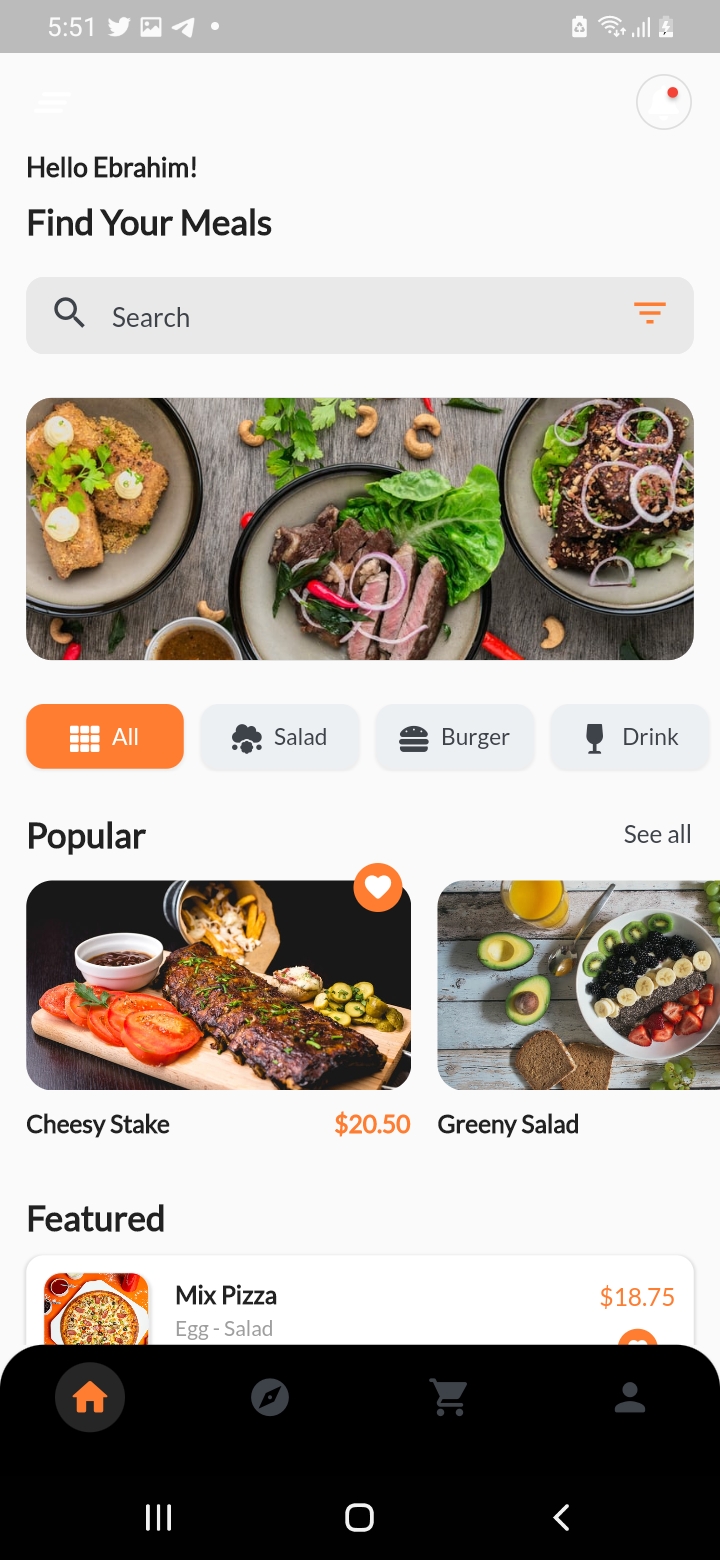 5:51
Hello Ebrahim!
Find Your Meals
Search
All
Salad
Burger
Drink
Popular
See all
Cheesy Stake
$20.50
Greeny Salad
Featured
Mix Pizza
$18.75
Egg - Salad